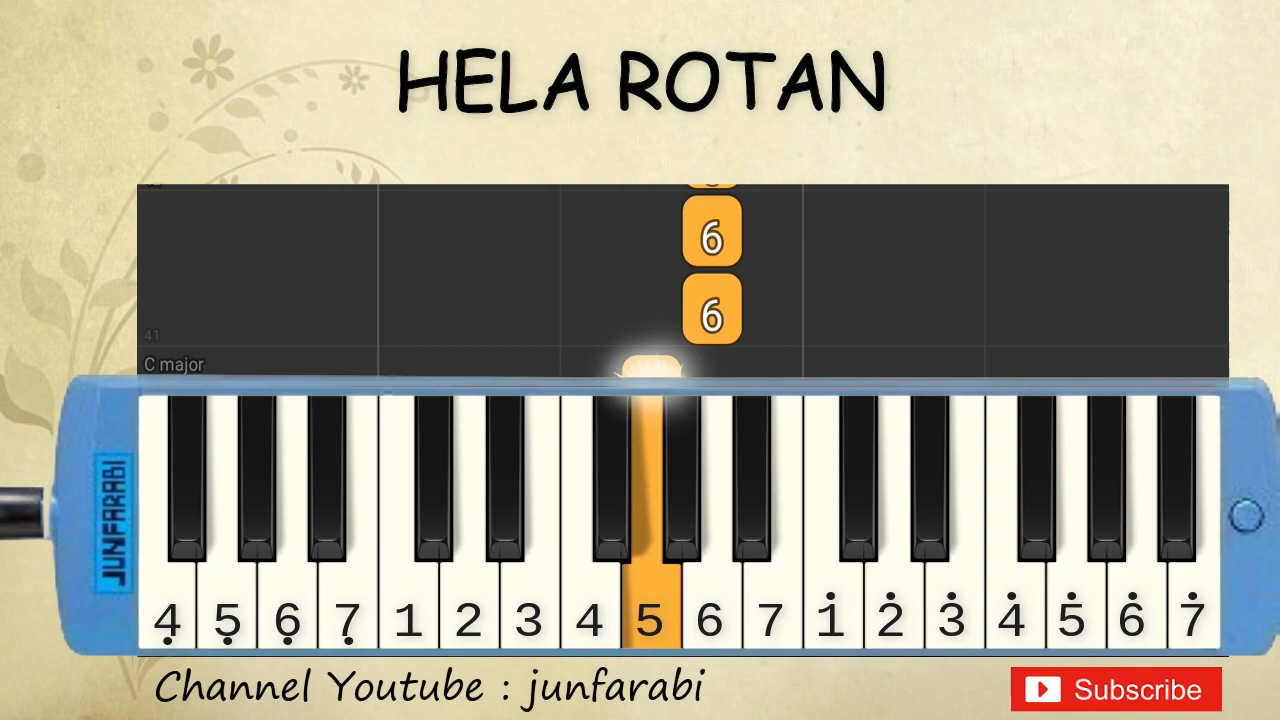 HELA ROTAN
6
6
41
C major
JUNFARABI
4̣ 5̣ 6̣ 7̣ 1 2 3 4 5 6 7 1̇ 2̇ 3̇ 4̇ 5̇ 6̇ 7̇
Channel Youtube : junfarabi
Subscribe